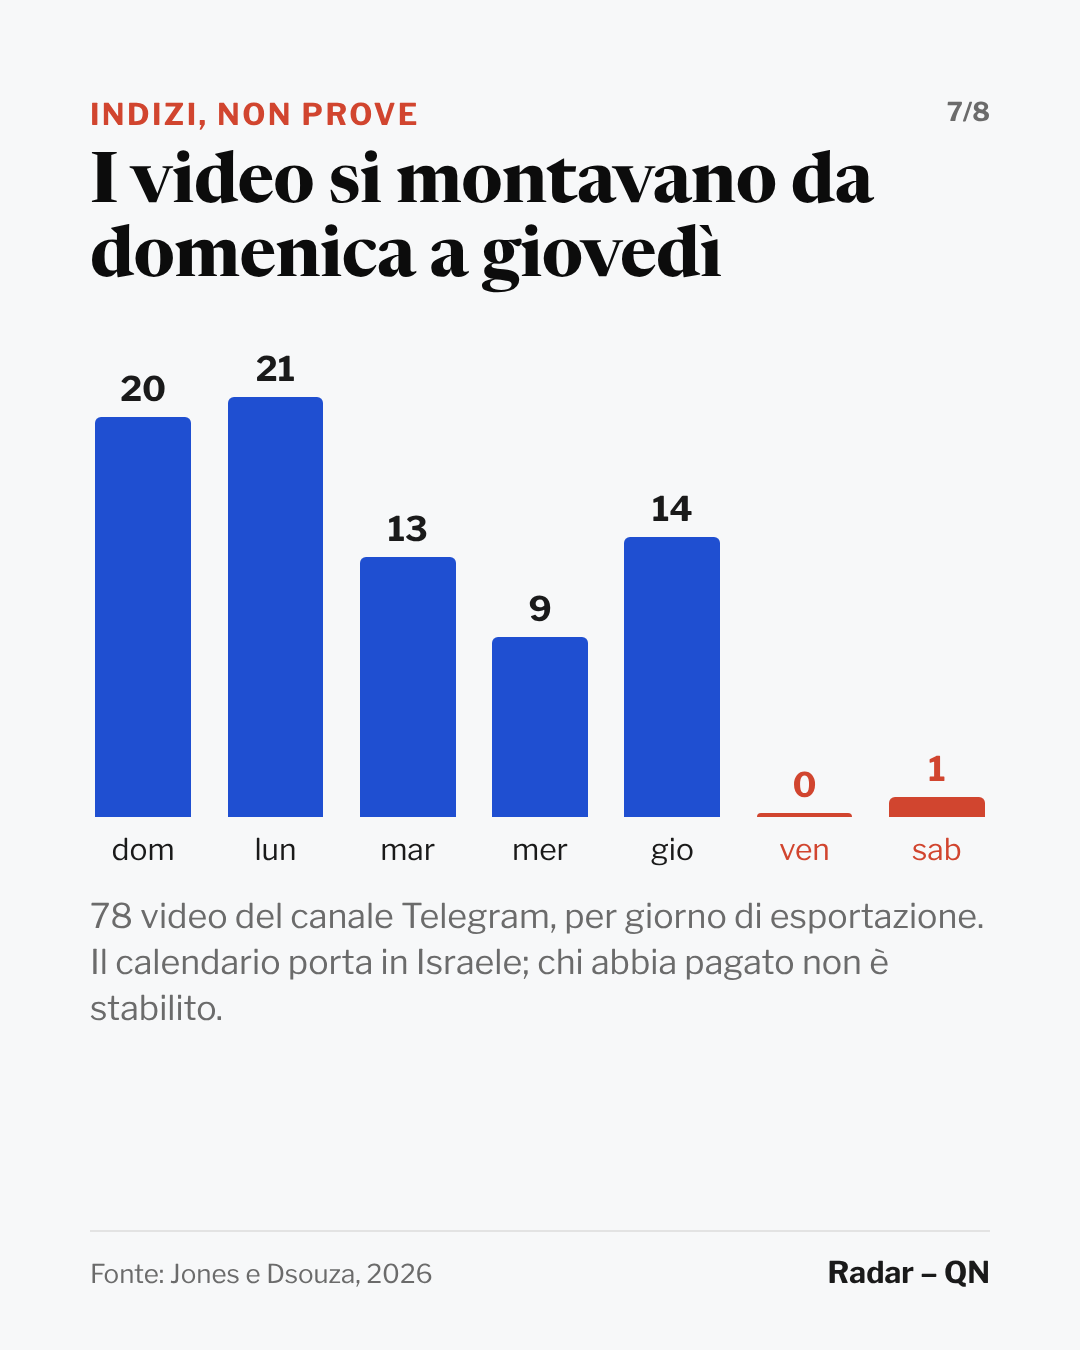 INDIZI, NON PROVE
7/8
I video si montavano da
domenica a giovedì
20
21
13
9
14
0
1
dom
lun
mar
mer
gio
ven
sab
78 video del canale Telegram, per giorno di esportazione.
Il calendario porta in Israele; chi abbia pagato non è
stabilito.
Fonte: Jones e Dsouza, 2026
Radar – QN